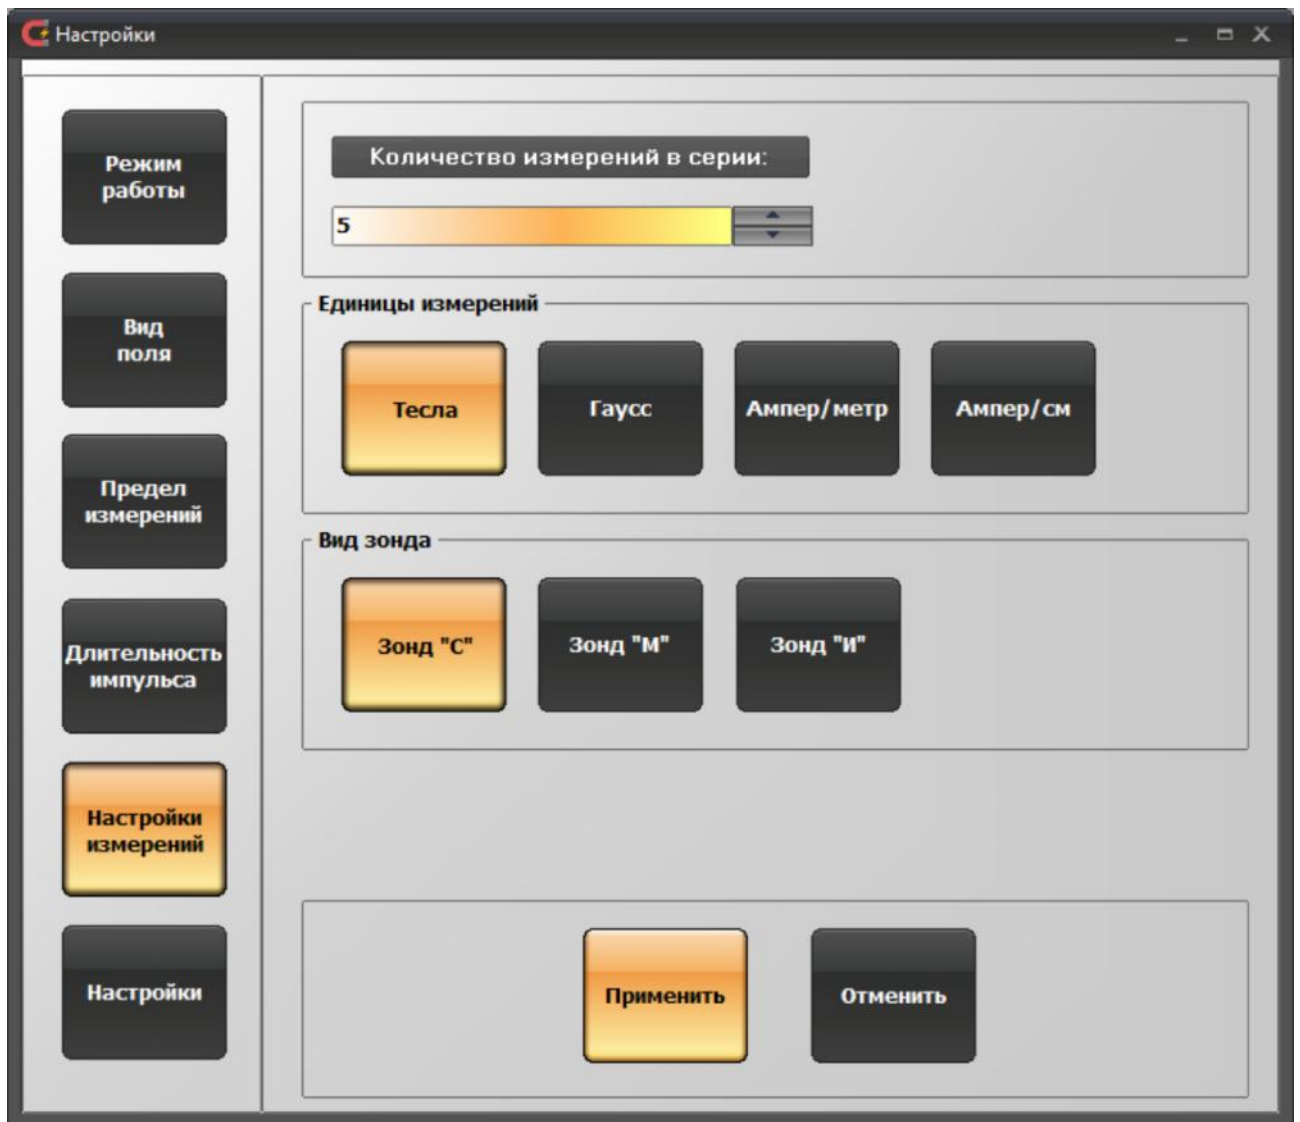 Настройки
Режим
работы
Вид
поля
Предел
измерений
Длительность
импульса
Настройки
измерений
Настройки
Количество измерений в серии:
5
Единицы измерений
Тесла
Гаусс
Ампер/метр
Ампер/см
Вид зонда
Зонд "С"
Зонд "М"
Зонд "И"
Применить
Отменить